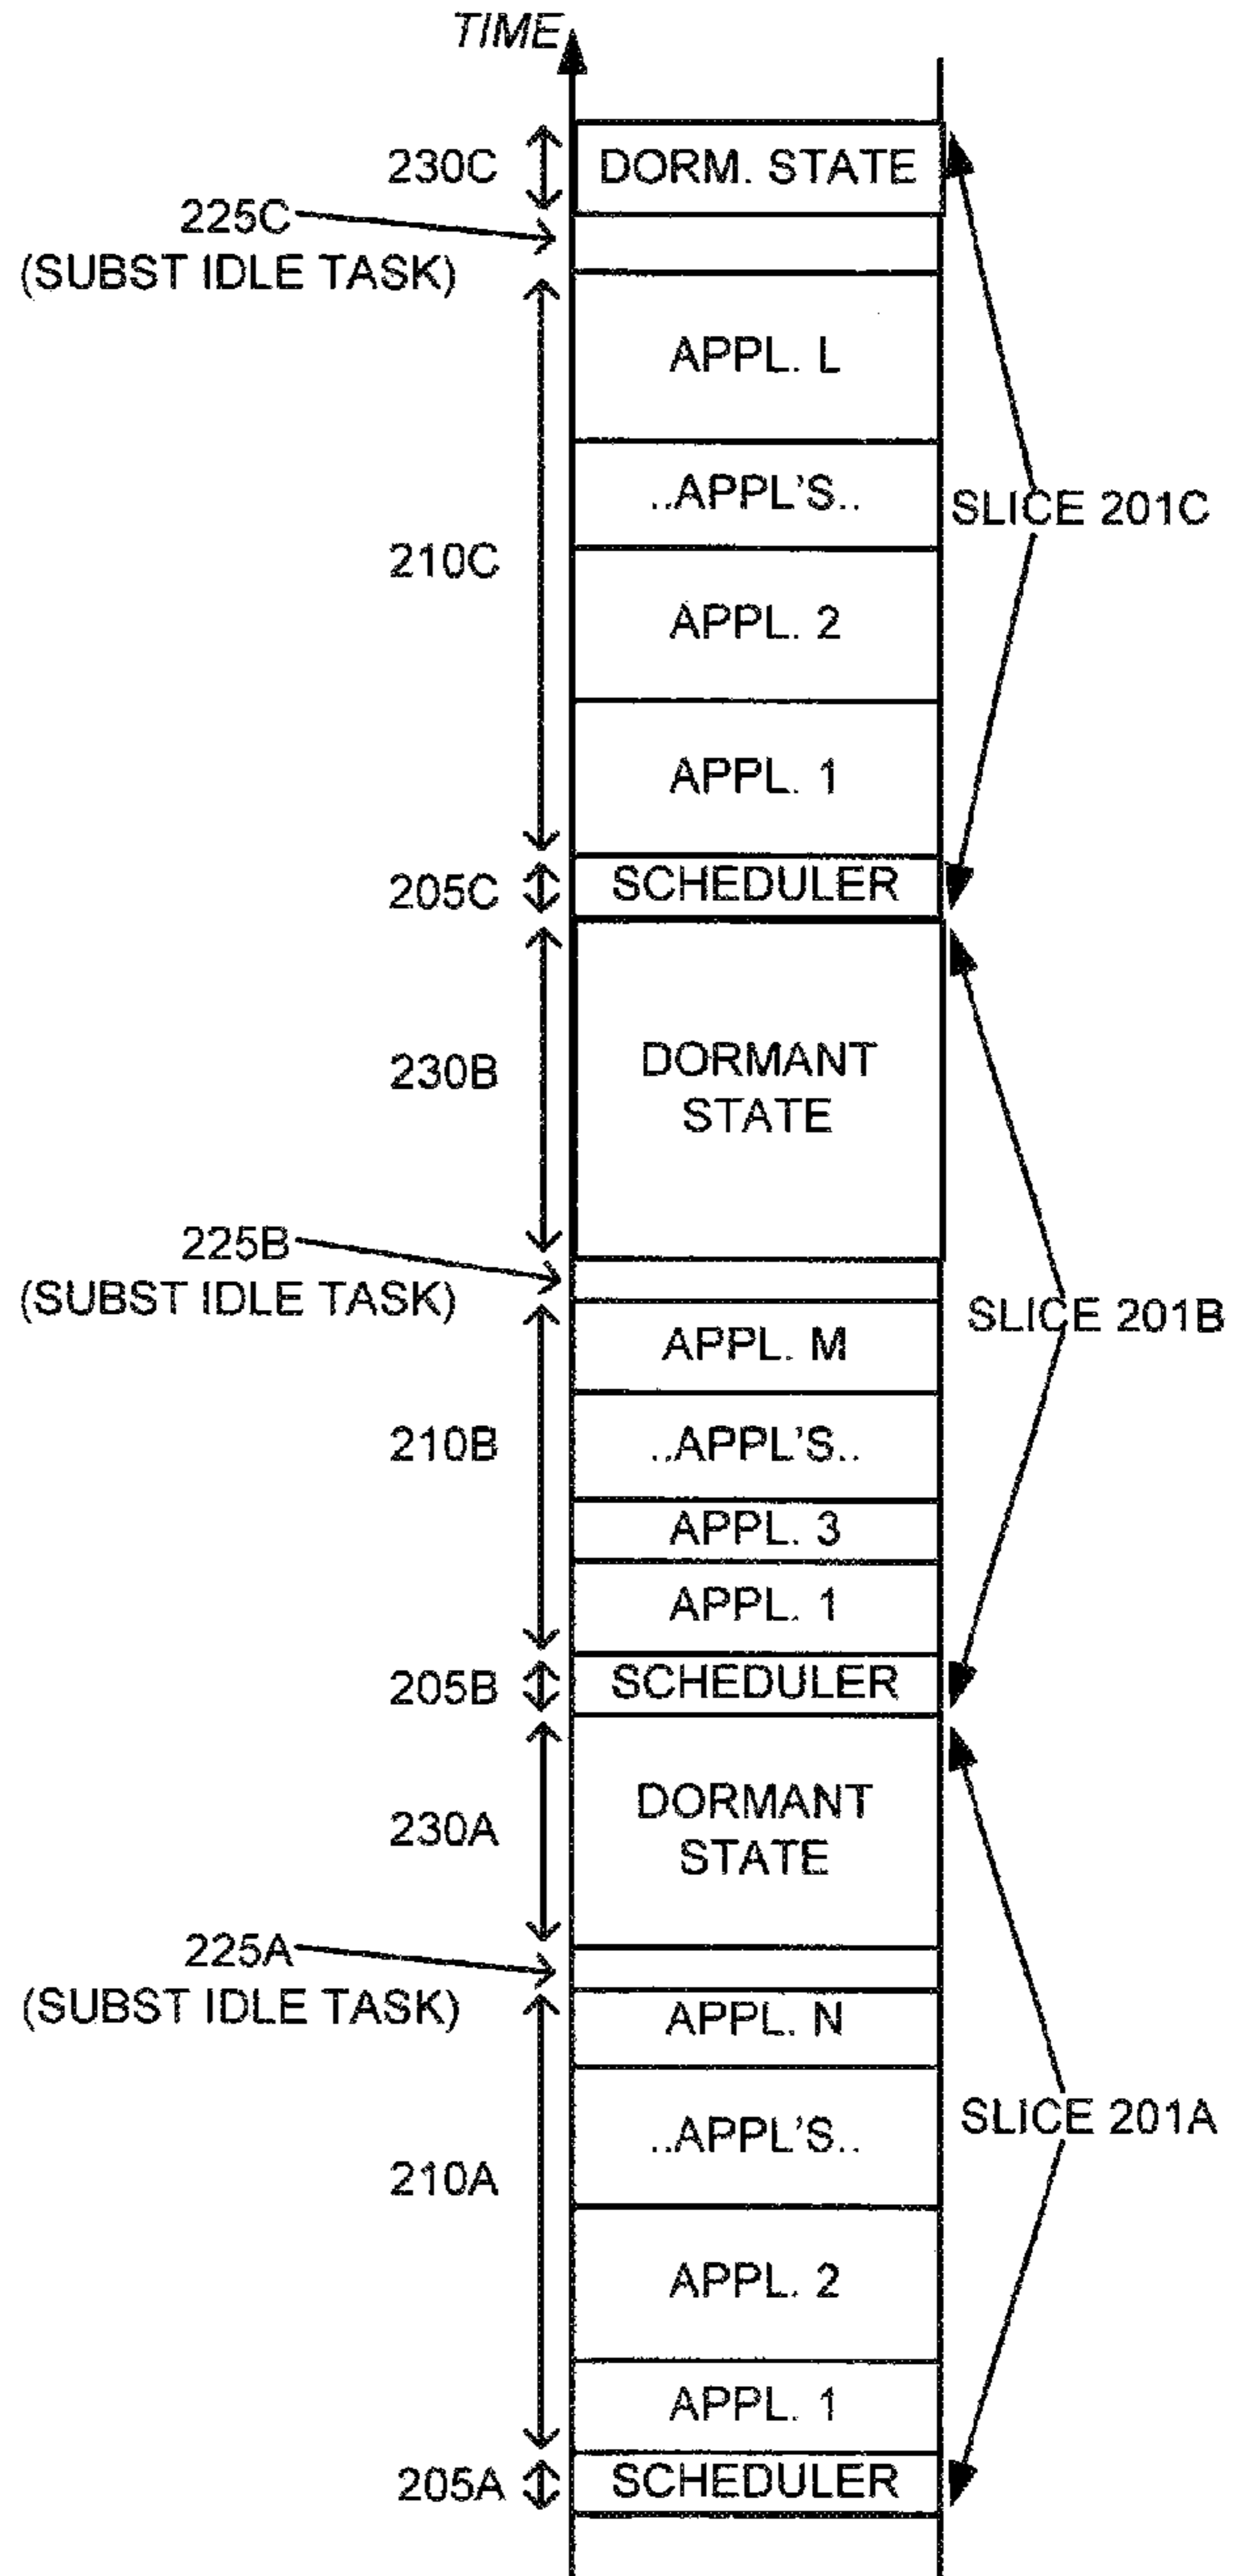 TIME
230C
DORM. STATE
225C
(SUBST IDLE TASK)
APPL. L
..APPL'S..
SLICE 201C
210C
APPL. 2
APPL. 1
205C
SCHEDULER
230B
DORMANT
STATE
225B
(SUBST IDLE TASK)
SLICE 201B
APPL. M
210B
..APPL'S..
APPL. 3
APPL. 1
205B
SCHEDULER
230A
DORMANT
STATE
225A
(SUBST IDLE TASK)
APPL. N
SLICE 201A
..APPL'S..
210A
APPL. 2
APPL. 1
205A
SCHEDULER